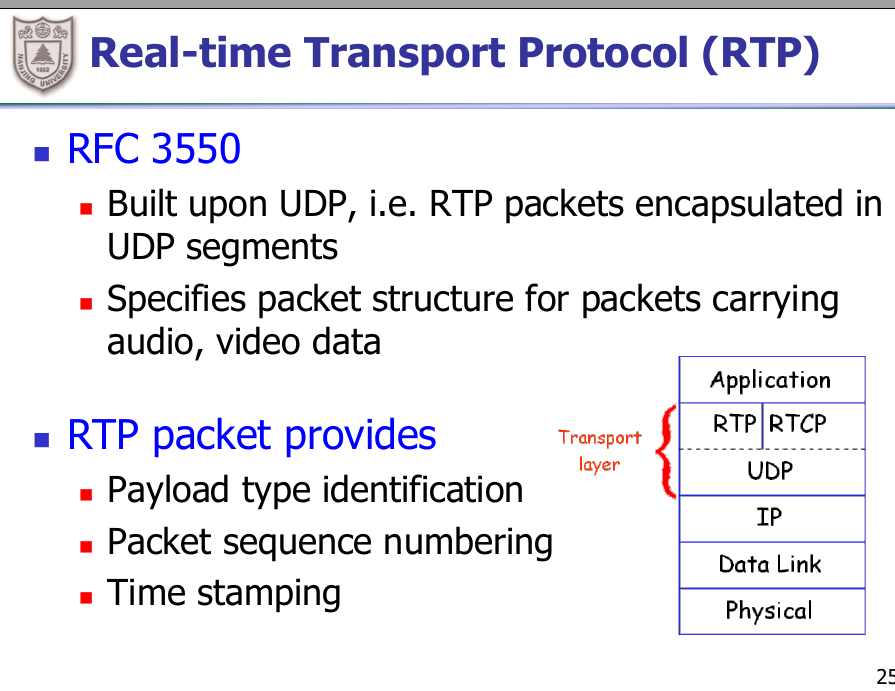 Real-time Transport Protocol (RTP)
RFC 3550
Built upon UDP, i.e. RTP packets encapsulated in
UDP segments
Specifies packet structure for packets carrying
audio, video data
RTP packet provides
Payload type identification
Packet sequence numbering
Time stamping
Transport
layer
Application
RTP RTCP
UDP
IP
Data Link
Physical
NANJING UNIVERSITY
1902
25